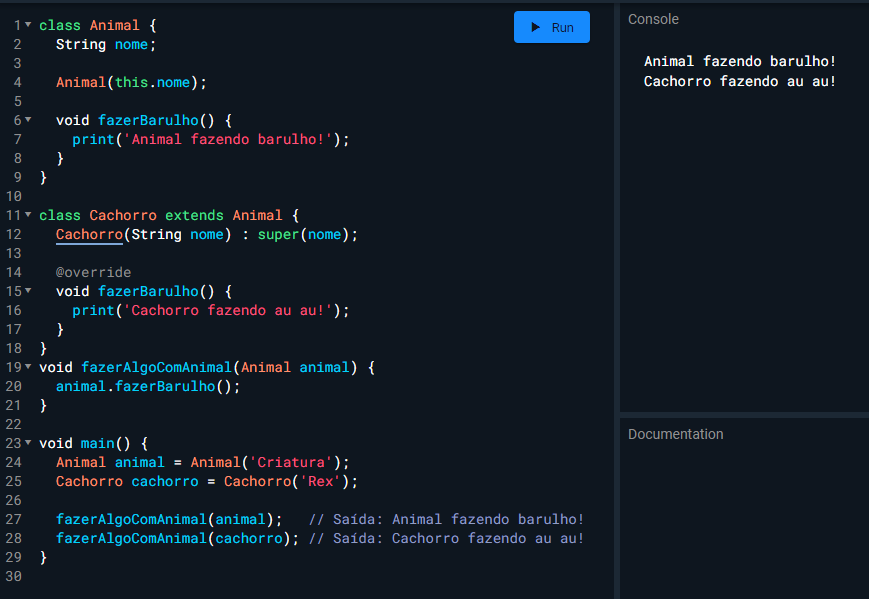 1 class Animal {
2   String nome;
3
4   Animal(this.nome);
5
6   void fazerBarulho() {
7     print('Animal fazendo barulho!');
8   }
9 }
10
11 class Cachorro extends Animal {
12   Cachorro(String nome) : super(nome);
13
14   @override
15   void fazerBarulho() {
16     print('Cachorro fazendo au au!');
17   }
18 }
19 void fazerAlgoComAnimal(Animal animal) {
20   animal.fazerBarulho();
21 }
22
23 void main() {
24   Animal animal = Animal('Criatura');
25   Cachorro cachorro = Cachorro('Rex');
26
27   fazerAlgoComAnimal(animal);   // Saída: Animal fazendo barulho!
28   fazerAlgoComAnimal(cachorro); // Saída: Cachorro fazendo au au!
29 }
30
Run
Console
Animal fazendo barulho!
Cachorro fazendo au au!
Documentation